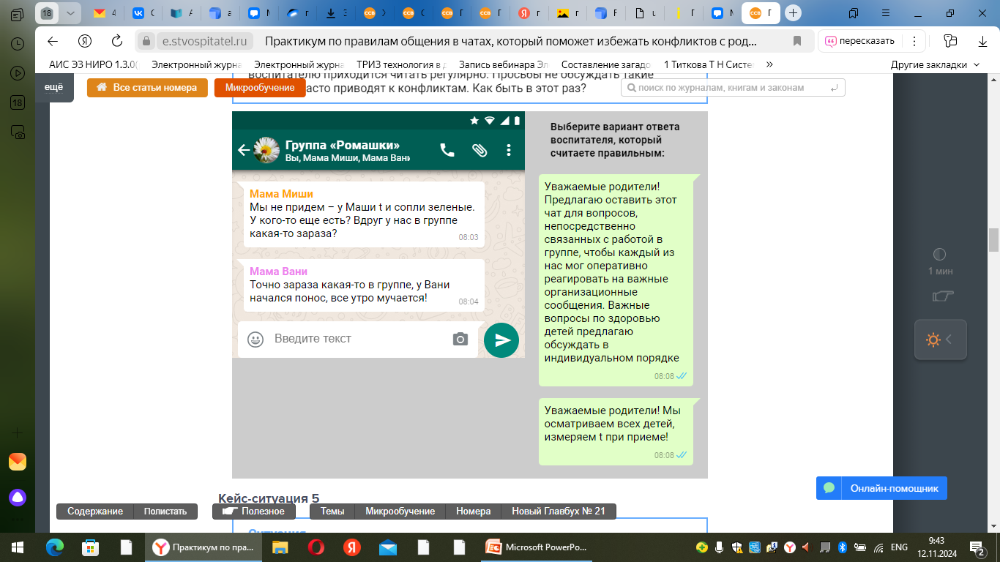 18
4
С
А
а
М
г
З
У
С
Г
Г
г
г
F
u
Г
М
Г
e.stvospitatel.ru
Практикум по правилам общения в чатах, который поможет избежать конфликтов с род...
пересказать
АИС ЭЗ НИРО 1.3.0(
Электронный журна
Электронный журна
ТРИЗ технология в д
Запись вебинара Эл
Составление загадо
1 Титкова Т Н Систе
»
Другие закладки
18
ещё
воспитателю приходится читать регулярно. Просьбы не обсуждать такие
Все статьи номера
Микрообучение
асто приводят к конфликтам. Как быть в этот раз?
поиск по журналам, книгам и законам
Группа «Ромашки»
Вы, Мама Миши, Мама Вани
Мама Миши
Мы не придем – у Маши t и сопли зеленые.
У кого-то еще есть? Вдруг у нас в группе
какая-то зараза?
08:03
Мама Вани
Точно зараза какая-то в группе, у Вани
начался понос, все утро мучается!
08:04
Введите текст
Выберите вариант ответа
воспитателя, который
считаете правильным:
Уважаемые родители!
Предлагаю оставить этот
чат для вопросов,
непосредственно
связанных с работой в
группе, чтобы каждый из
нас мог оперативно
реагировать на важные
организационные
сообщения. Важные
вопросы по здоровью
детей предлагаю
обсуждать в
индивидуальном порядке
08:08
Уважаемые родители! Мы
осматриваем всех детей,
измеряем t при приеме!
08:08
1 мин
Кейс-ситуация 5
Онлайн-помощник
Содержание
Полистать
Полезное
Темы
Микрообучение
Номера
Новый Главбух № 21
Ситуация
Практикум по пра...
Microsoft PowerPo...
ENG
9:43
12.11.2024
2